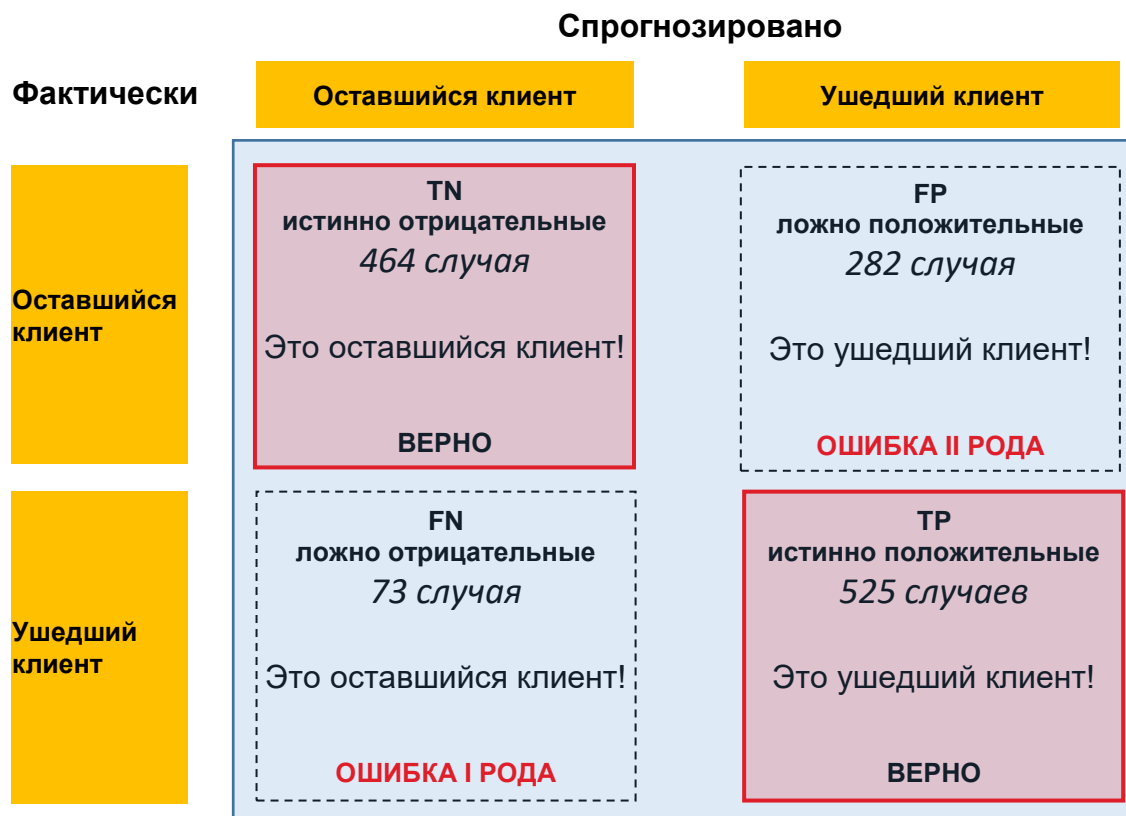 Спрогнозировано
Фактически
Оставшийся клиент
Ушедший клиент
Оставшийся
клиент
TN
истинно отрицательные
464 случая
Это оставшийся клиент!
ВЕРНО
FP
ложно положительные
282 случая
Это ушедший клиент!
ОШИБКА II РОДА
Ушедший
клиент
FN
ложно отрицательные
73 случая
Это оставшийся клиент!
ОШИБКА I РОДА
TP
истинно положительные
525 случаев
Это ушедший клиент!
ВЕРНО